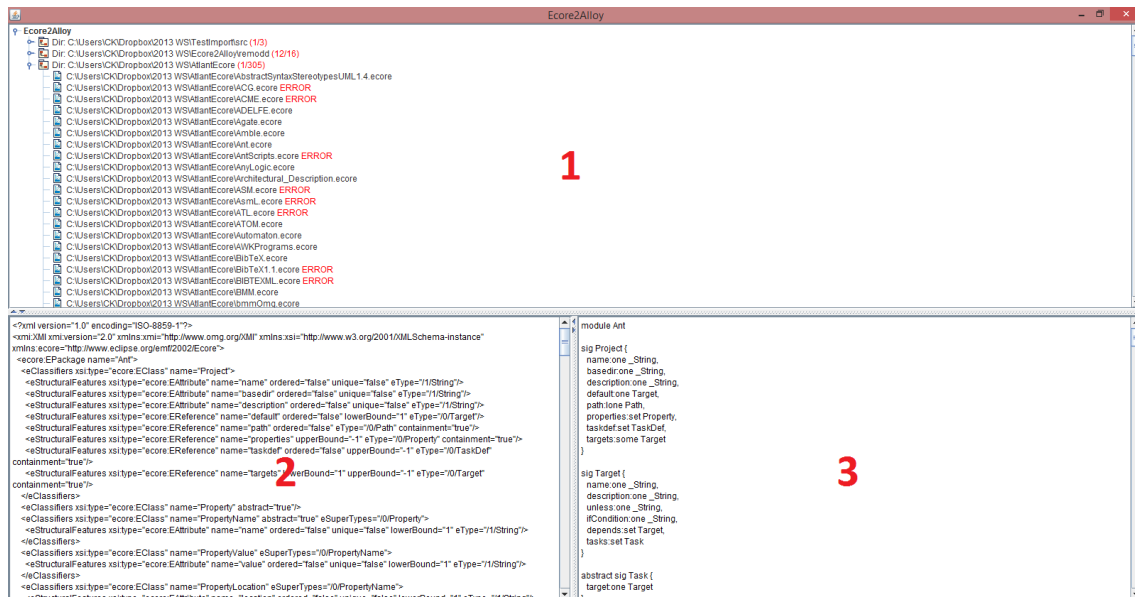 Ecore2Alloy
Ecore2Alloy
Dir: C:\Users\CK\Dropbox\2013 WS\TestImport\src (1/3)
Dir: C:\Users\CK\Dropbox\2013 WS\Ecore2Alloy\remodd (12/16)
Dir: C:\Users\CK\Dropbox\2013 WS\AtlantEcore (1/305)
C:\Users\CK\Dropbox\2013 WS\AtlantEcore\AbstractSyntaxStereotypesUML1.4.ecore
C:\Users\CK\Dropbox\2013 WS\AtlantEcore\ACG.ecore ERROR
C:\Users\CK\Dropbox\2013 WS\AtlantEcore\ACME.ecore ERROR
C:\Users\CK\Dropbox\2013 WS\AtlantEcore\ADELFE.ecore
C:\Users\CK\Dropbox\2013 WS\AtlantEcore\Agate.ecore
C:\Users\CK\Dropbox\2013 WS\AtlantEcore\Amble.ecore
C:\Users\CK\Dropbox\2013 WS\AtlantEcore\Ant.ecore
C:\Users\CK\Dropbox\2013 WS\AtlantEcore\AntScripts.ecore ERROR
C:\Users\CK\Dropbox\2013 WS\AtlantEcore\AnyLogic.ecore
C:\Users\CK\Dropbox\2013 WS\AtlantEcore\Architectural_Description.ecore
C:\Users\CK\Dropbox\2013 WS\AtlantEcore\ASM.ecore ERROR
C:\Users\CK\Dropbox\2013 WS\AtlantEcore\AsmL.ecore ERROR
C:\Users\CK\Dropbox\2013 WS\AtlantEcore\ATL.ecore ERROR
C:\Users\CK\Dropbox\2013 WS\AtlantEcore\ATOM.ecore
C:\Users\CK\Dropbox\2013 WS\AtlantEcore\Automaton.ecore
C:\Users\CK\Dropbox\2013 WS\AtlantEcore\AWKPrograms.ecore
C:\Users\CK\Dropbox\2013 WS\AtlantEcore\BibTeX.ecore
C:\Users\CK\Dropbox\2013 WS\AtlantEcore\BibTeX1.1.ecore ERROR
C:\Users\CK\Dropbox\2013 WS\AtlantEcore\BIBTEXML.ecore ERROR
C:\Users\CK\Dropbox\2013 WS\AtlantEcore\BMM.ecore
C:\Users\CK\Dropbox\2013 WS\AtlantEcore\bmmOmg.ecore
1
<?xml version="1.0" encoding="ISO-8859-1"?>
<xmi:XMI xmi:version="2.0" xmlns:xmi="http://www.omg.org/XMI" xmlns:xsi="http://www.w3.org/2001/XMLSchema-instance"
xmlns:ecore="http://www.eclipse.org/emf/2002/Ecore">
<ecore:EPackage name="Ant">
<eClassifiers xsi:type="ecore:EClass" name="Project">
<eStructuralFeatures xsi:type="ecore:EAttribute" name="name" ordered="false" unique="false" eType="/1/String"/>
<eStructuralFeatures xsi:type="ecore:EAttribute" name="basedir" ordered="false" unique="false" eType="/1/String"/>
<eStructuralFeatures xsi:type="ecore:EAttribute" name="description" ordered="false" unique="false" eType="/1/String"/>
<eStructuralFeatures xsi:type="ecore:EReference" name="default" ordered="false" lowerBound="1" eType="/0/Target"/>
<eStructuralFeatures xsi:type="ecore:EReference" name="path" ordered="false" eType="/0/Path" containment="true"/>
<eStructuralFeatures xsi:type="ecore:EReference" name="properties" upperBound="-1" eType="/0/Property" containment="true"/>
<eStructuralFeatures xsi:type="ecore:EReference" name="taskdef" ordered="false" upperBound="-1" eType="/0/TaskDef"
containment="true"/>
<eStructuralFeatures xsi:type="ecore:EReference" name="targets" lowerBound="1" upperBound="-1" eType="/0/Target"
containment="true"/>
</eClassifiers>
<eClassifiers xsi:type="ecore:EClass" name="Property" abstract="true"/>
<eClassifiers xsi:type="ecore:EClass" name="PropertyName" abstract="true" eSuperTypes="/0/Property">
<eStructuralFeatures xsi:type="ecore:EAttribute" name="name" ordered="false" unique="false" lowerBound="1" eType="/1/String"/>
</eClassifiers>
<eClassifiers xsi:type="ecore:EClass" name="PropertyValue" eSuperTypes="/0/PropertyName">
<eStructuralFeatures xsi:type="ecore:EAttribute" name="value" ordered="false" unique="false" lowerBound="1" eType="/1/String"/>
</eClassifiers>
<eClassifiers xsi:type="ecore:EClass" name="PropertyLocation" eSuperTypes="/0/PropertyName">
<eStructuralFeatures xsi:type="ecore:EAttribute" name="location" ordered="false" unique="false" lowerBound="1" eType="/1/String"/>
2
module Ant
sig Project {
name:one _String,
basedir:one _String,
description:one _String,
default:one Target,
path:lone Path,
properties:set Property,
taskdef:set TaskDef,
targets:some Target
}
sig Target {
name:one _String,
description:one _String,
unless:one _String,
ifCondition:one _String,
depends:set Target,
tasks:set Task
}
abstract sig Task {
target:one Target
}
3